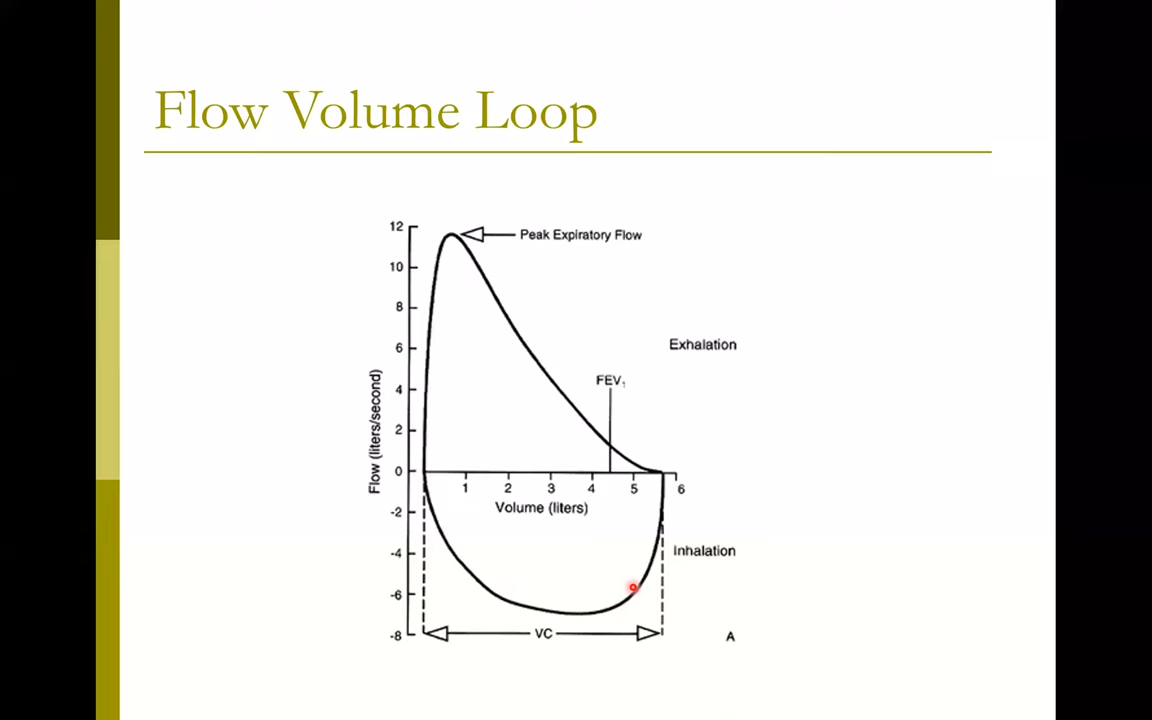 Flow Volume Loop
12
Peak Expiratory Flow
10
8
6
Exhalation
4
FEV₁
2
0
1 2 3 4 5 6
Flow (liters/second)
Volume (liters)
-2
-4
Inhalation
-6
-8
VC
A